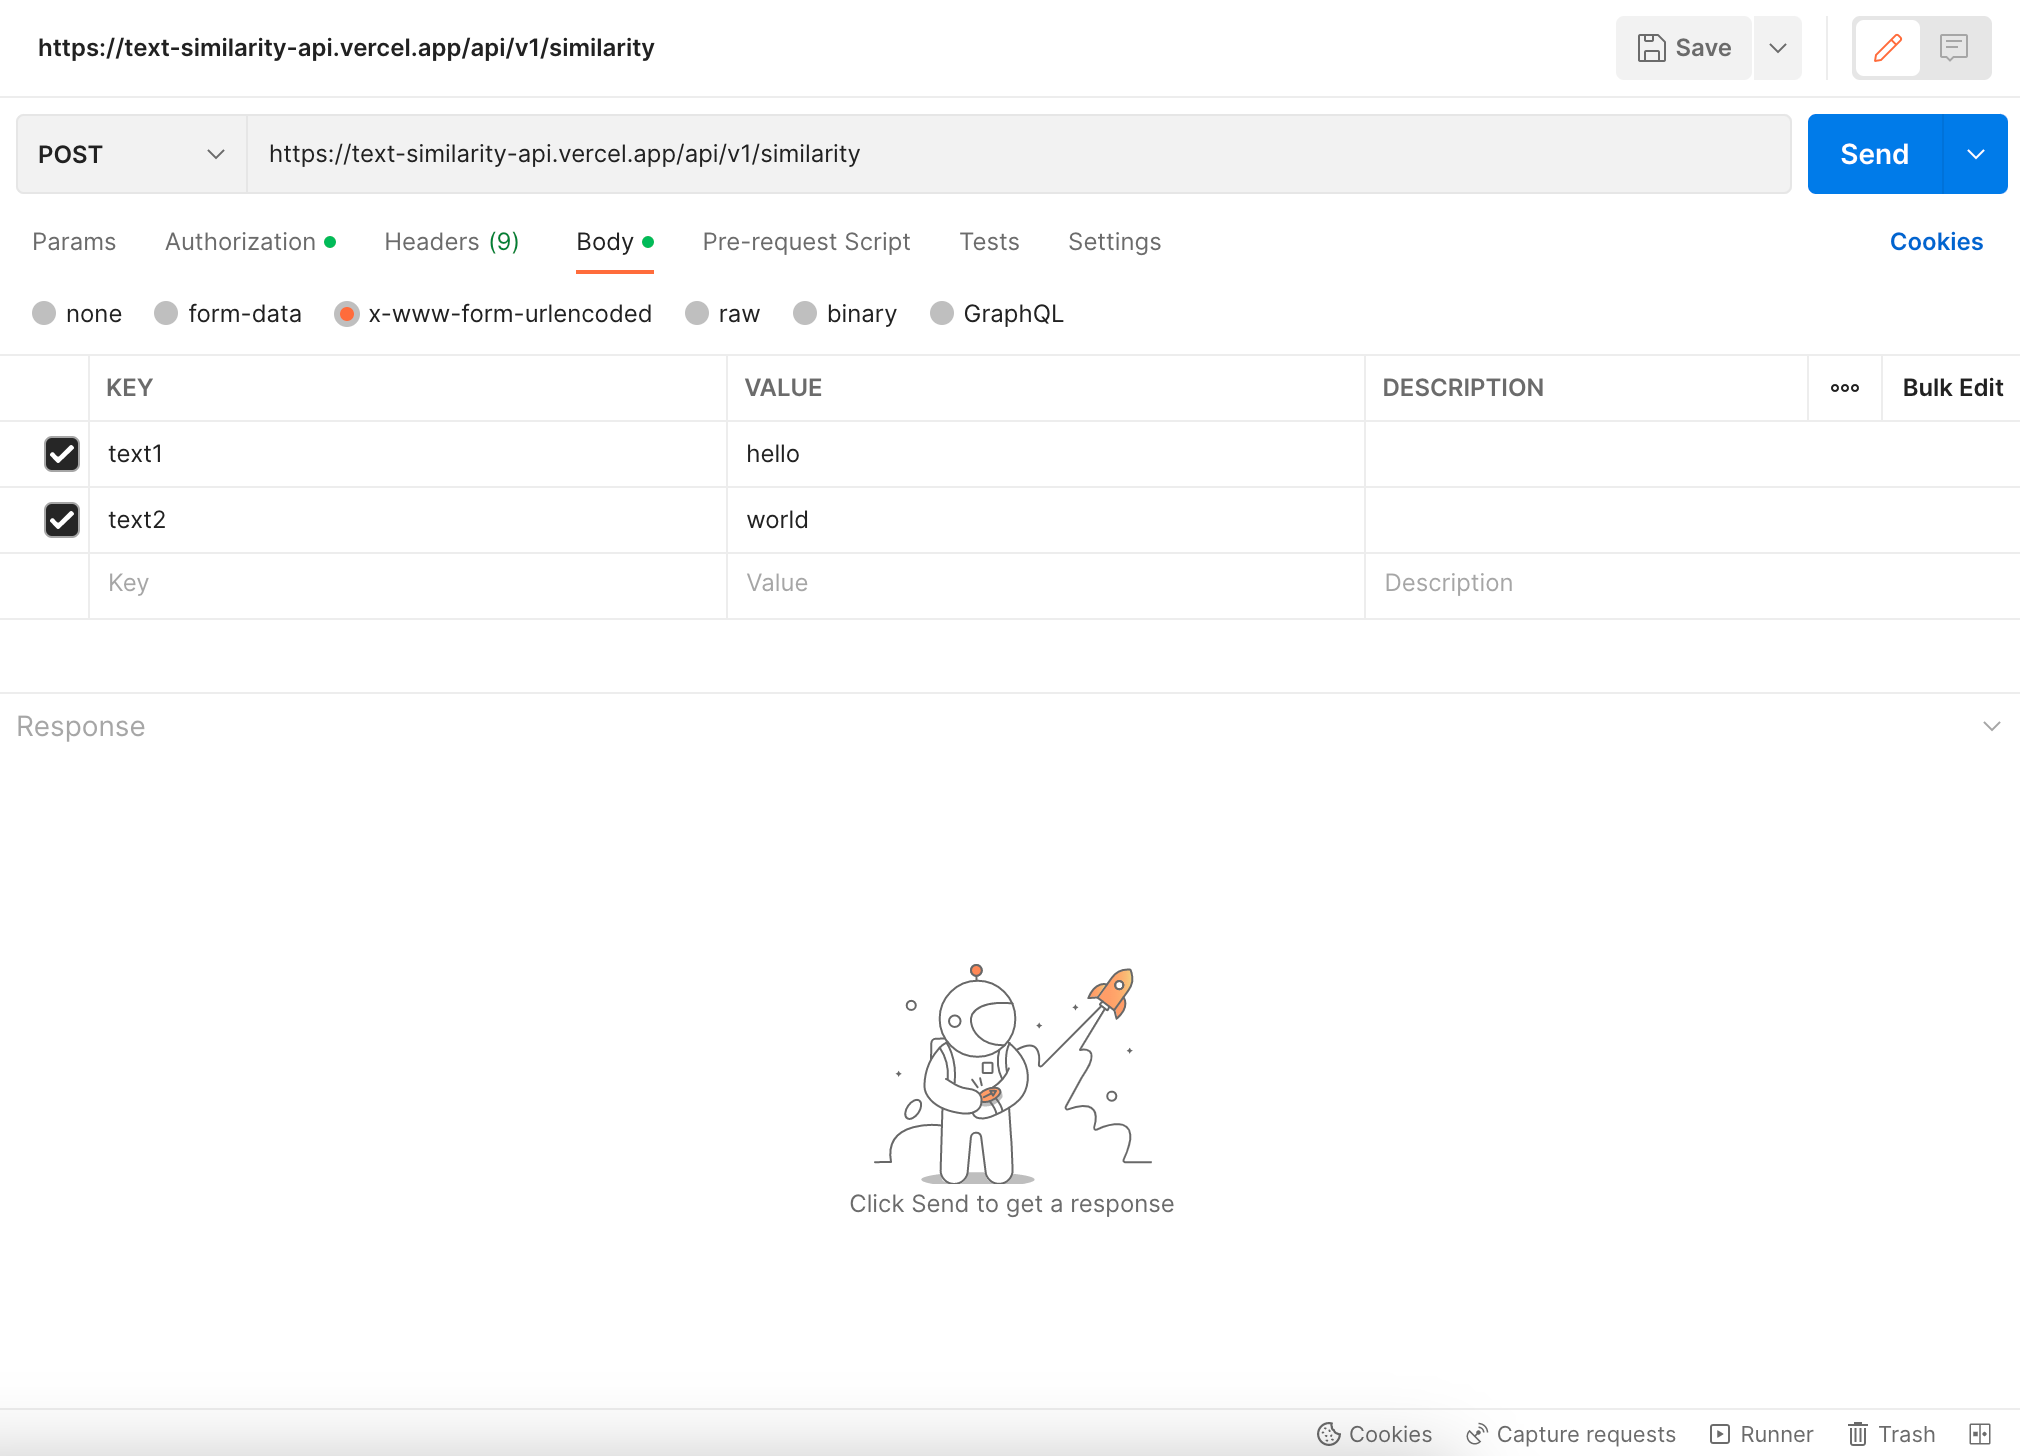 https://text-similarity-api.vercel.app/api/v1/similarity
Save
POST
https://text-similarity-api.vercel.app/api/v1/similarity
Send
Params Authorization Headers (9) Body Pre-request Script Tests Settings Cookies
none form-data x-www-form-urlencoded raw binary GraphQL
KEY VALUE DESCRIPTION Bulk Edit
text1 hello
text2 world
Key Value Description
Response
Click Send to get a response
Cookies Capture requests Runner Trash